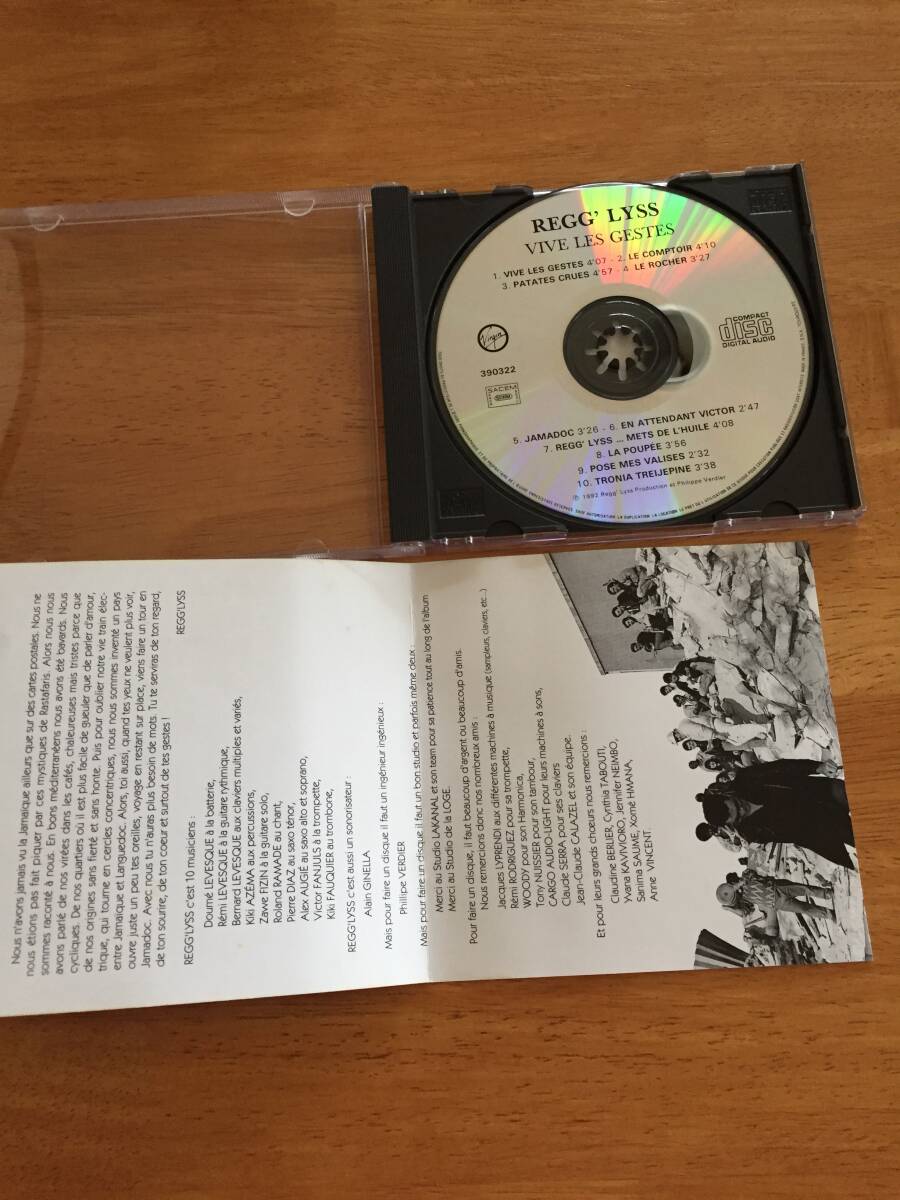 REGG' LYSS
VIVE LES GESTES
1. VIVE LES GESTES 4'07 - 2. LE COMPTOIR 4'10
3. PATATES CRUES 4'57 - 4. LE ROCHER 3'27
Virgin
390322
SACEM
COMPACT
disc
DIGITAL AUDIO
5. JAMADOC 3'26 - 6. EN ATTENDANT VICTOR 2'47
7. REGG' LYSS ... METS DE L'HUILE 4'08
8. LA POUPÉE 3'56
9. POSE MES VALISES 2'32
10. TRONIA TREIJEPINE 3'38
℗ 1992 Regg' Lyss Production et Philippe Verdier
Nous n'avons jamais vu la Jamaïque ailleurs que sur des cartes postales. Nous ne
nous étions pas fait piquer par ces mystiques de Rastafaris. Alors nous nous
sommes raconté à nous. En bons méditerranéens nous avons été bavards. Nous
avons parlé de nos virées dans les cafés, chaleureuses mais tristes parce que
cycliques. De nos quartiers où il est plus facile de gueuler que de parler d'amour,
de nos origines sans fierté et sans honte. Puis pour oublier notre vie train élec-
trique, qui tourne en cercles concentriques, nous nous sommes inventé un pays
entre Jamaïque et Languedoc. Alors, toi aussi, quand tes yeux ne veulent plus voir,
ouvre juste un peu tes oreilles, voyage en restant sur place, viens faire un tour en
Jamadoc. Avec nous tu n'auras plus besoin de mots. Tu te serviras de ton regard,
de ton sourire, de ton coeur et surtout de tes gestes !
REGG'LYSS
REGG'LYSS c'est 10 musiciens :
Doumé LEVESQUE à la batterie,
Rémi LEVESQUE à la guitare rythmique,
Bernard LEVESQUE aux claviers multiples et variés,
Kiki AZÉMA aux percussions,
Zavve FIZIN à la guitare solo,
Roland RAMADE au chant,
Pierre DIAZ au saxo ténor,
Alex AUGIÉ au saxo alto et soprano,
Victor FANJULS à la trompette,
Kiki FAUQUIER au trombone,
REGG'LYSS c'est aussi un sonorisateur :
Alain GINELLA
Mais pour faire un disque il faut un ingénieur ingénieux :
Phillipe VERDIER
Mais pour faire un disque il faut un bon studio et parfois même deux :
Merci au Studio LAKANAL et son team pour sa patience tout au long de l'album
Merci au Studio de la LOGE.
Pour faire un disque, il faut beaucoup d'argent ou beaucoup d'amis.
Nous remercions donc nos nombreux amis :
Jacques LYPRENDI aux différentes machines à musique (sampleurs, claviers, etc...)
Rémi RODRIGUEZ pour sa trompette,
WOODY pour son Harmonica,
Tony NUISSIER pour son tambour,
CARGO AUDIO-LIGHT pour leurs machines à sons,
Claude SERRA pour ses claviers
Jean-Claude CALAZEL et son équipe.
Et pour leurs grands chœurs nous remercions :
Claudine BERLIER, Cynthia TABOUTI,
Yvana KAVIVIORO, Jennifer NEIMBO,
Sanima SAUME, Xomé HMANA,
Anne VINCENT.